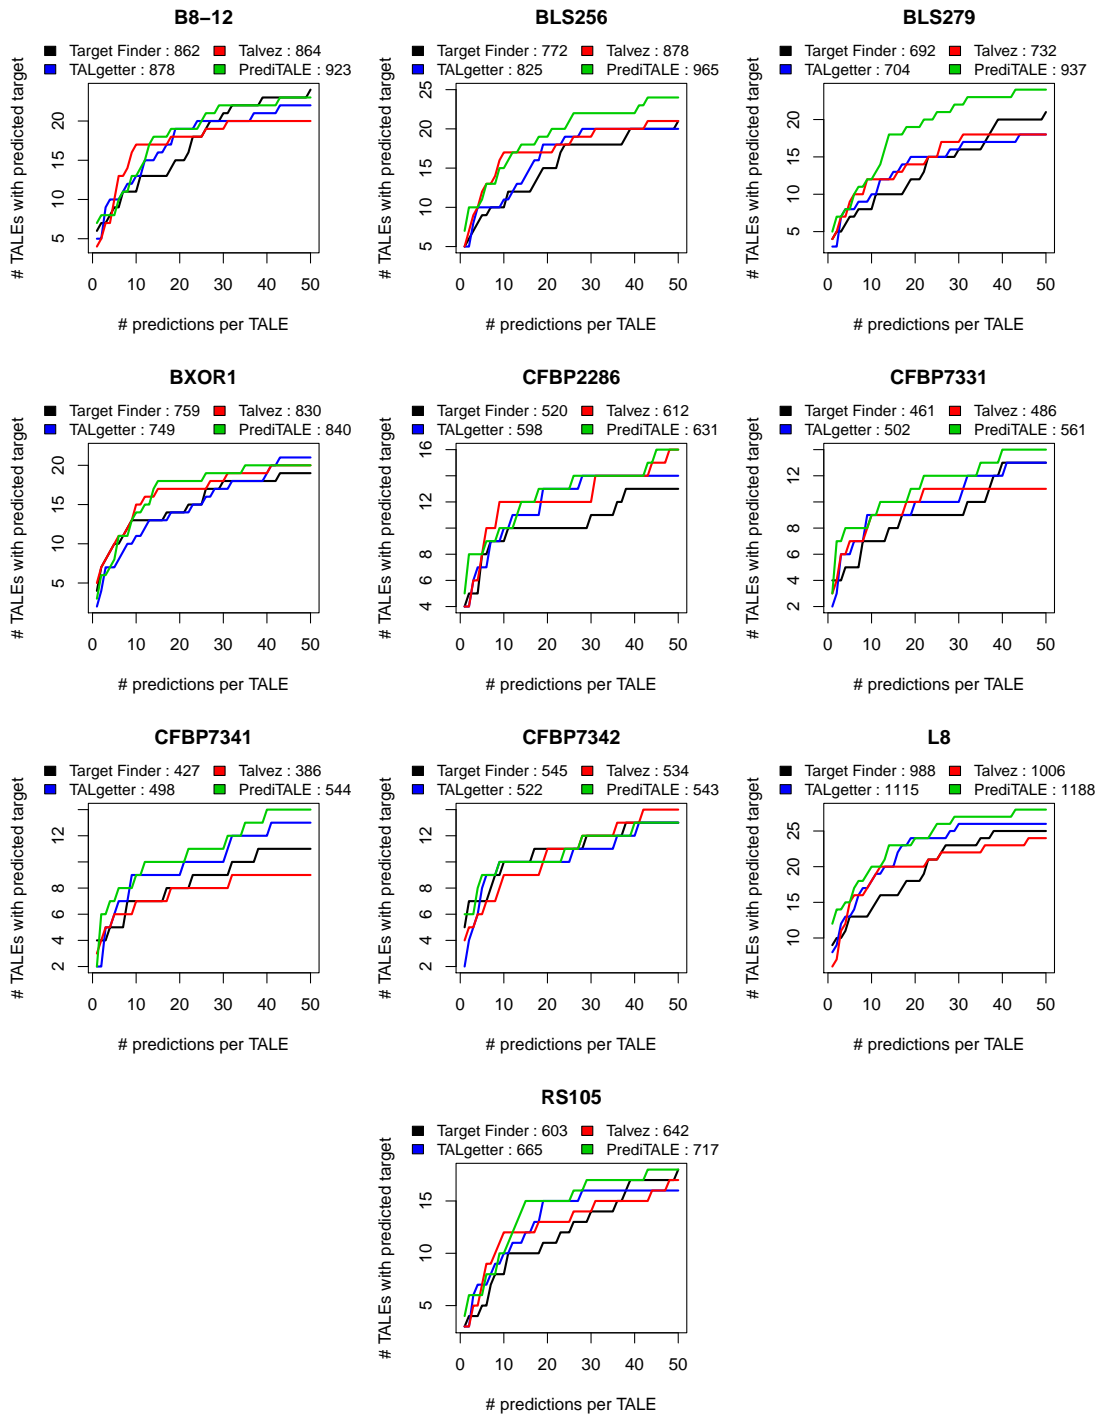 B8−12
Target Finder : 862 Talvez : 864
TALgetter : 878 PrediTALE : 923
# TALEs with predicted target
5 10 15 20
0 10 20 30 40 50
# predictions per TALE
BLS256
Target Finder : 772 Talvez : 878
TALgetter : 825 PrediTALE : 965
# TALEs with predicted target
5 10 15 20 25
0 10 20 30 40 50
# predictions per TALE
BLS279
Target Finder : 692 Talvez : 732
TALgetter : 704 PrediTALE : 937
# TALEs with predicted target
5 10 15 20
0 10 20 30 40 50
# predictions per TALE
BXOR1
Target Finder : 759 Talvez : 830
TALgetter : 749 PrediTALE : 840
# TALEs with predicted target
5 10 15 20
0 10 20 30 40 50
# predictions per TALE
CFBP2286
Target Finder : 520 Talvez : 612
TALgetter : 598 PrediTALE : 631
# TALEs with predicted target
4 6 8 12 16
0 10 20 30 40 50
# predictions per TALE
CFBP7331
Target Finder : 461 Talvez : 486
TALgetter : 502 PrediTALE : 561
# TALEs with predicted target
2 4 6 8 12
0 10 20 30 40 50
# predictions per TALE
CFBP7341
Target Finder : 427 Talvez : 386
TALgetter : 498 PrediTALE : 544
# TALEs with predicted target
2 4 6 8 12
0 10 20 30 40 50
# predictions per TALE
CFBP7342
Target Finder : 545 Talvez : 534
TALgetter : 522 PrediTALE : 543
# TALEs with predicted target
2 4 6 8 12
0 10 20 30 40 50
# predictions per TALE
L8
Target Finder : 988 Talvez : 1006
TALgetter : 1115 PrediTALE : 1188
# TALEs with predicted target
10 15 20 25
0 10 20 30 40 50
# predictions per TALE
RS105
Target Finder : 603 Talvez : 642
TALgetter : 665 PrediTALE : 717
# TALEs with predicted target
5 10 15
0 10 20 30 40 50
# predictions per TALE